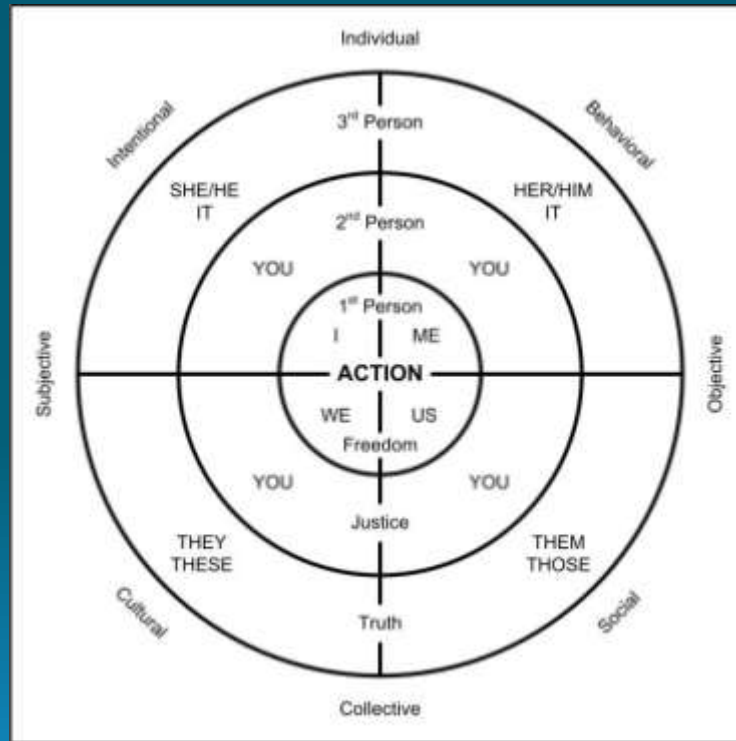 Individual
Intentional
Behavioral
3rd Person
SHE/HE
IT
HER/HIM
IT
2nd Person
YOU
YOU
1st Person
I
ME
Subjective
ACTION
Objective
WE
US
Freedom
YOU
YOU
Justice
THEY
THESE
THEM
THOSE
Cultural
Truth
Social
Collective